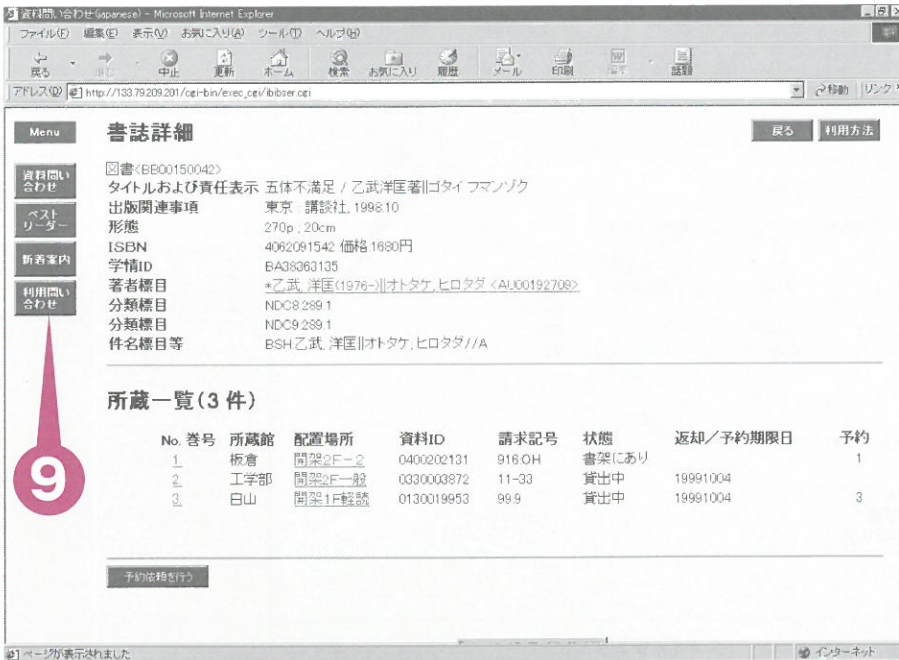 資料問い合わせ(japanese) - Microsoft Internet Explorer
ファイル(F) 編集(E) 表示(V) お気に入り(A) ツール(T) ヘルプ(H)
戻る 中止 更新 ホーム 検索 お気に入り 履歴 メール 印刷 話題
アドレス(D) http://133.79.209.201/cgi-bin/exec_cgi/ibibser.cgi 移動 リンク
Menu 書誌詳細 戻る 利用方法
資料問い合わせ
ベストリーダー
新着案内
利用問い合わせ
図書<BB00150042>
タイトルおよび責任表示 五体不満足 / 乙武洋匡著||ゴタイ フマンゾク
出版関連事項 東京 : 講談社, 1998.10
形態 270p ; 20cm
ISBN 4062091542 価格:1680円
学情ID BA38363135
著者標目 *乙武, 洋匡(1976-)||オトタケ, ヒロタダ <AU00192709>
分類標目 NDC8:289.1
分類標目 NDC9:289.1
件名標目等 BSH:乙武, 洋匡||オトタケ, ヒロタダ//A
9
所蔵一覧(3 件)
No. 巻号 所蔵館 配置場所 資料ID 請求記号 状態 返却/予約期限日 予約
1. 板倉 開架2F-2 0400202131 916:OH 書架にあり 1
2. 工学部 開架2F一般 0330003872 11-33 貸出中 19991004
3. 白山 開架1F軽読 0130019953 99.9 貸出中 19991004 3
予約依頼を行う
ページが表示されました インターネット